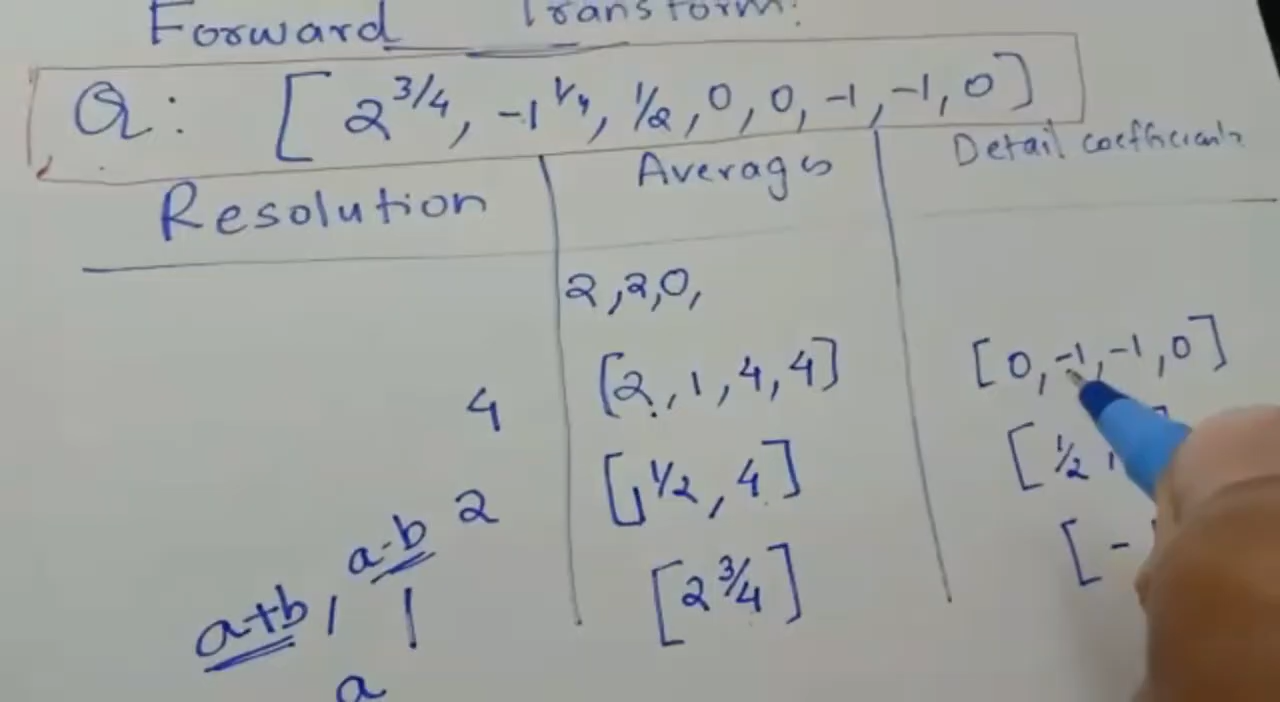 Forward Transform:
Q: [2 3/4, -1 1/4, 1/2, 0, 0, -1, -1, 0]
Resolution Averages Detail coefficients
2, 2, 0,
4 [2, 1, 4, 4] [0, -1, -1, 0]
2 [1 1/2, 4] [1/2,
a+b, a-b
1 [2 3/4] [-
a